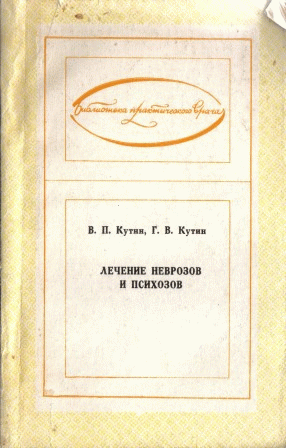 Библиотека практического врача
В. П. Кутин, Г. В. Кутин
ЛЕЧЕНИЕ НЕВРОЗОВ
И ПСИХОЗОВ